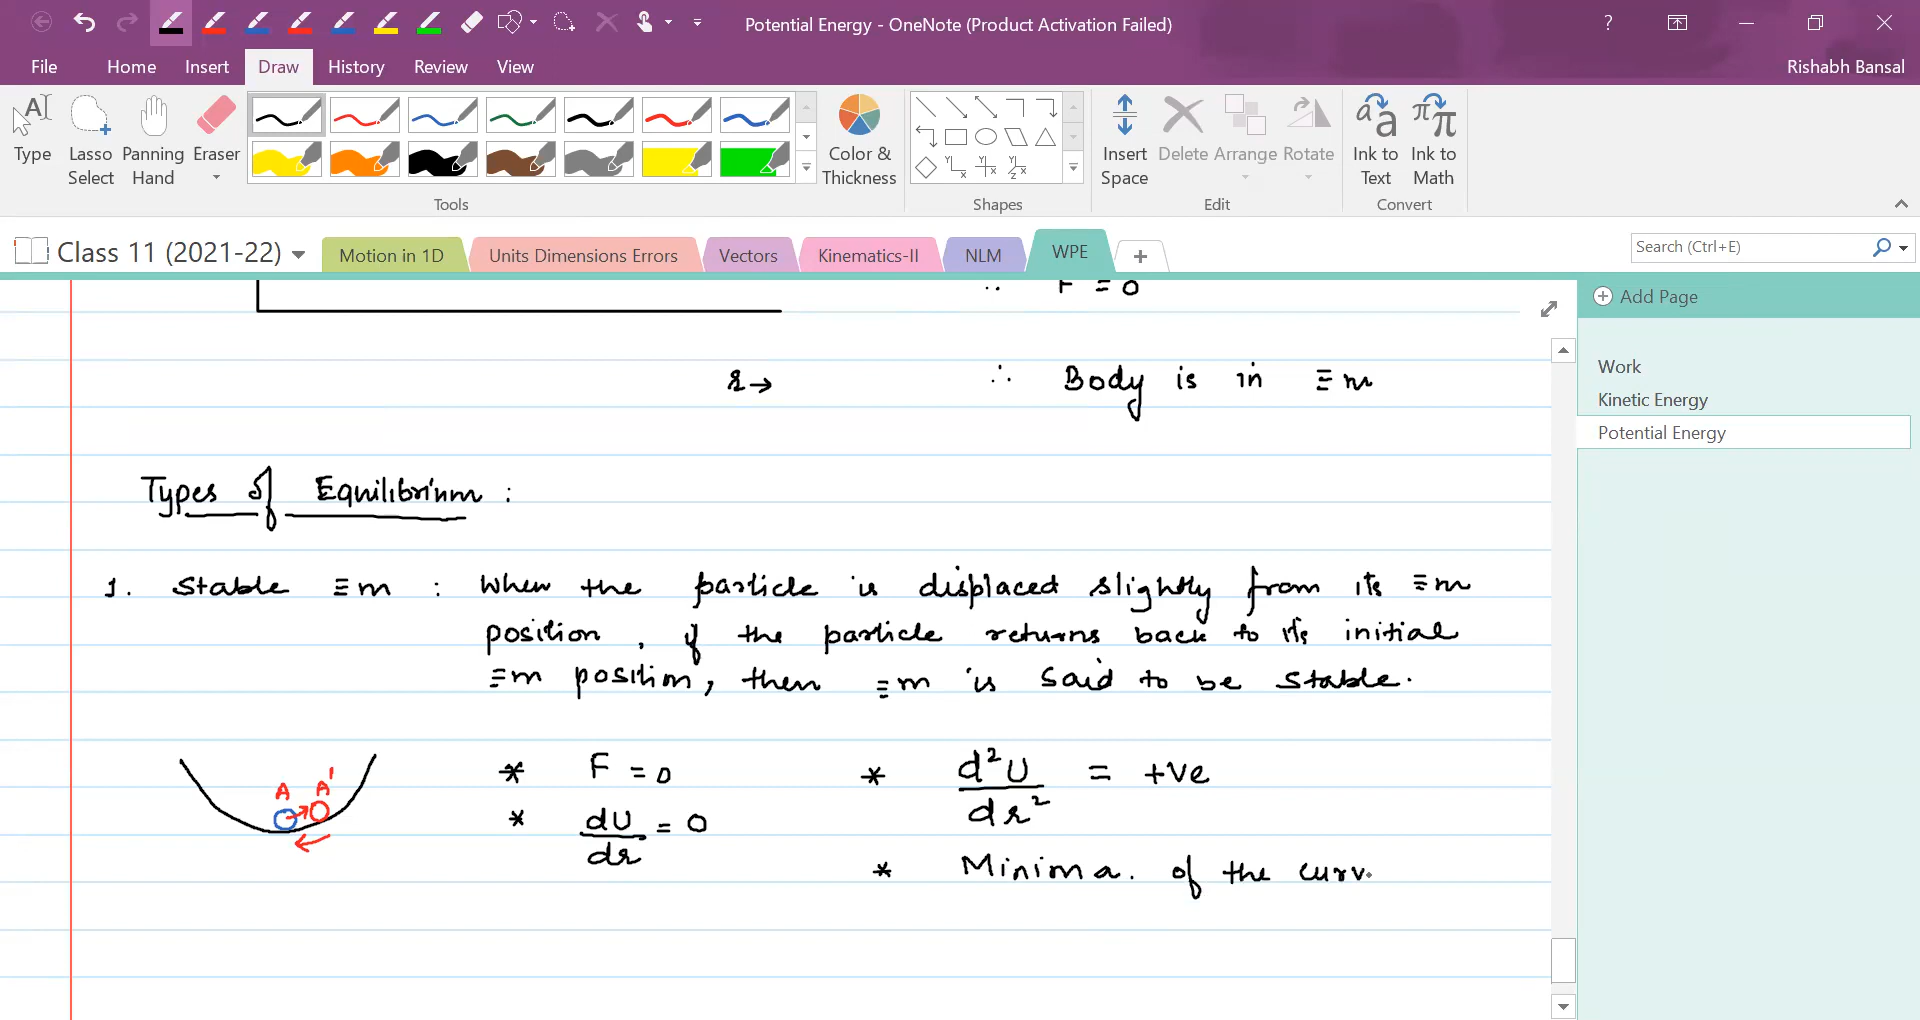 Potential Energy - OneNote (Product Activation Failed)
?
File Home Insert Draw History Review View
Rishabh Bansal
Type
Lasso Select
Panning Hand
Eraser
Color & Thickness
Insert Space
Delete
Arrange
Rotate
Ink to Text
Ink to Math
Tools
Shapes
Edit
Convert
Class 11 (2021-22)
Motion in 1D
Units Dimensions Errors
Vectors
Kinematics-II
NLM
WPE
Search (Ctrl+E)
Add Page
Work
Kinetic Energy
Potential Energy
∴ F = 0
r→
∴ Body is in ≡m
Types of Equilibrium :
1. Stable ≡m : When the particle is displaced slightly from its ≡m
position, if the particle returns back to its initial
≡m position, then ≡m is said to be stable.
A A'
* F = 0
* dU/dr = 0
* d²U/dr² = +ve
* Minima. of the curv